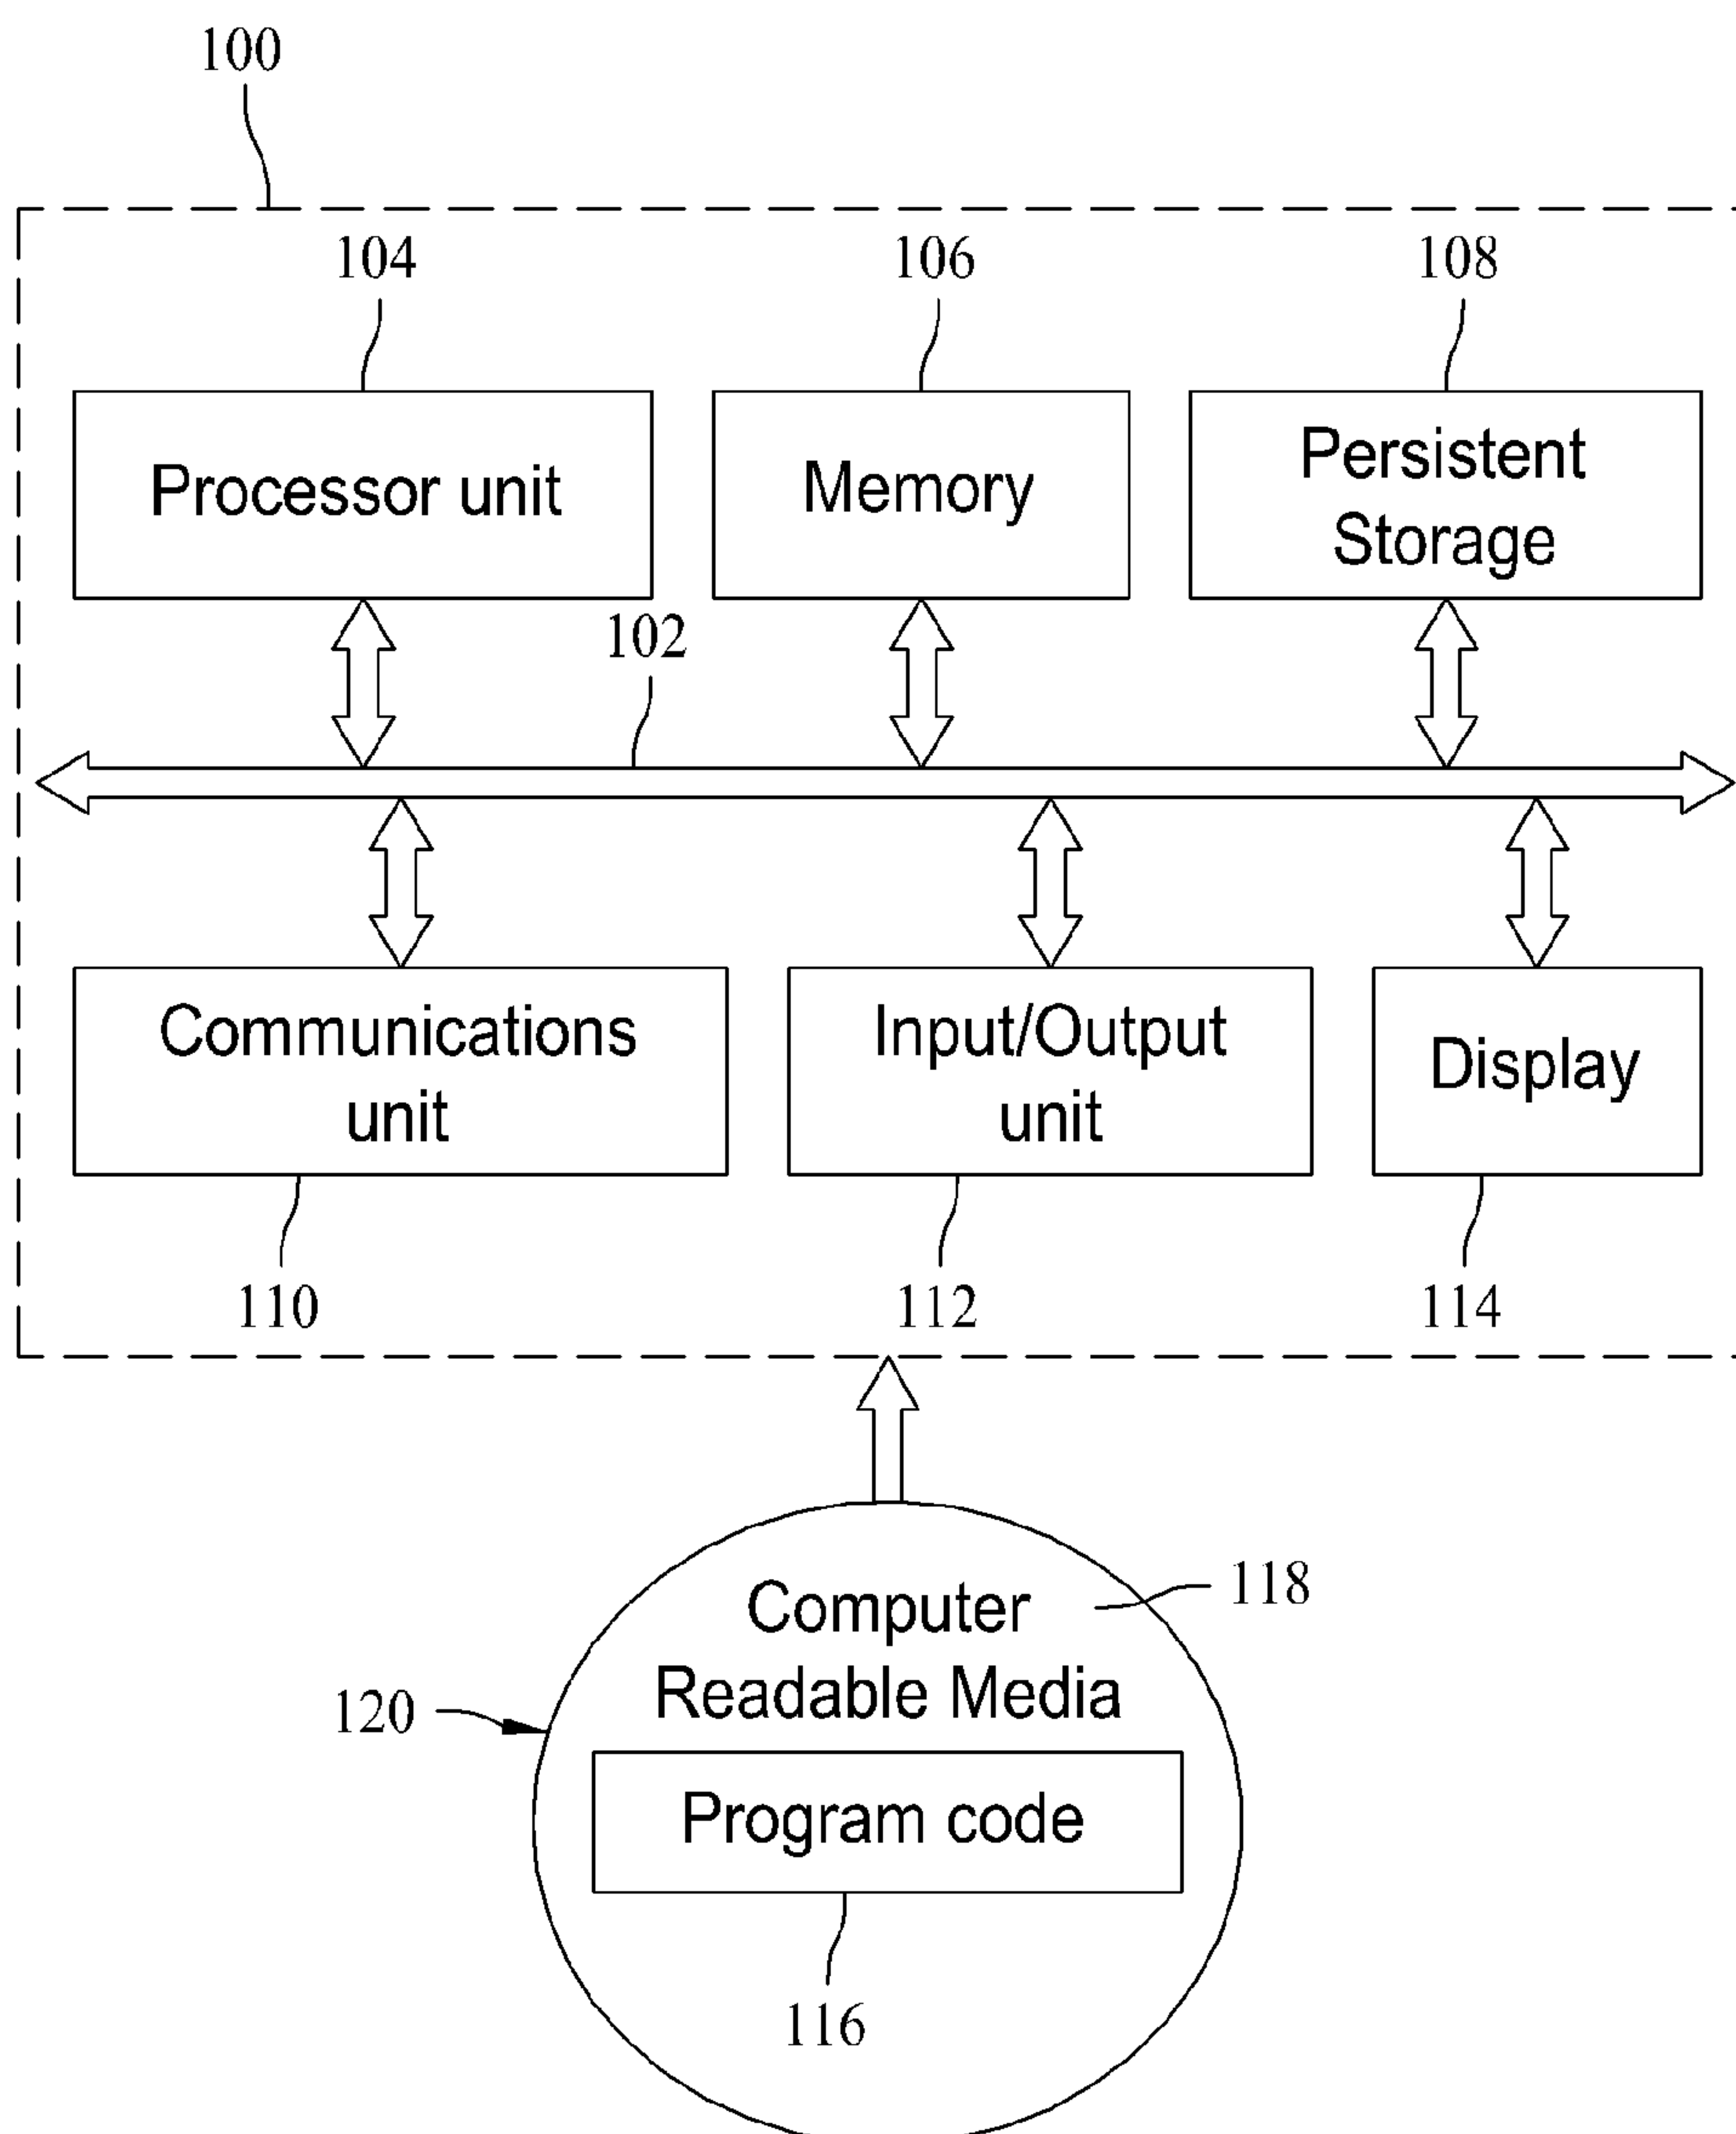 100
104
106
108
Processor unit
Memory
Persistent
Storage
102
Communications
unit
Input/Output
unit
Display
110
112
114
Computer
Readable Media
118
120
Program code
116